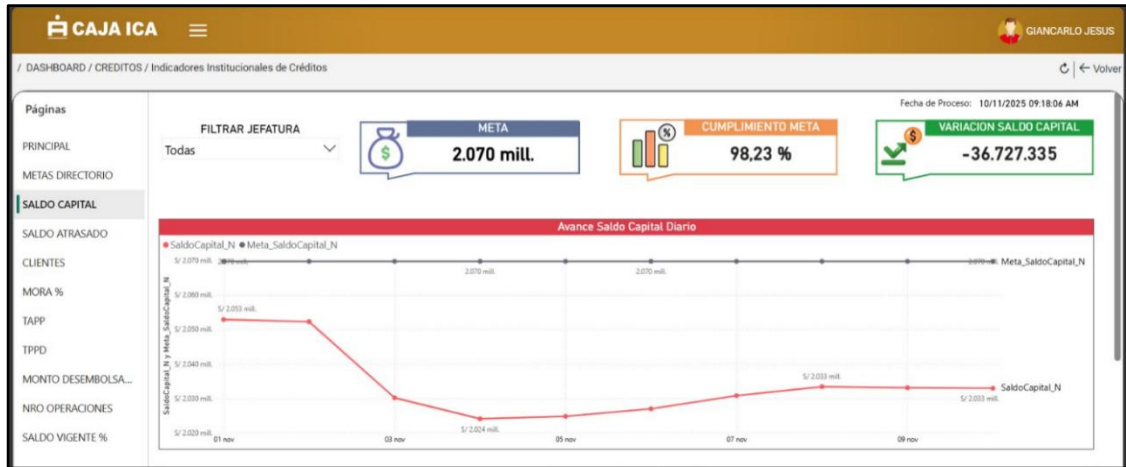 CAJA ICA
GIANCARLO JESUS
/ DASHBOARD / CREDITOS / Indicadores Institucionales de Créditos
← Volver
Páginas
PRINCIPAL
METAS DIRECTORIO
SALDO CAPITAL
SALDO ATRASADO
CLIENTES
MORA %
TAPP
TPPD
MONTO DESEMBOLSA...
NRO OPERACIONES
SALDO VIGENTE %
Fecha de Proceso: 10/11/2025 09:18:06 AM
FILTRAR JEFATURA
Todas
META
2.070 mill.
CUMPLIMIENTO META
98,23 %
VARIACION SALDO CAPITAL
-36.727.335
Avance Saldo Capital Diario
SaldoCapital_N Meta_SaldoCapital_N
SaldoCapital_N y Meta_SaldoCapital_N
S/ 2.070 mill.
S/ 2.060 mill.
S/ 2.050 mill.
S/ 2.040 mill.
S/ 2.030 mill.
S/ 2.020 mill.
2.070 mill.
2.070 mill.
2.070 mill.
2.070 mill.
Meta_SaldoCapital_N
S/ 2.053 mill.
S/ 2.024 mill.
S/ 2.033 mill.
S/ 2.033 mill.
SaldoCapital_N
01 nov
03 nov
05 nov
07 nov
09 nov